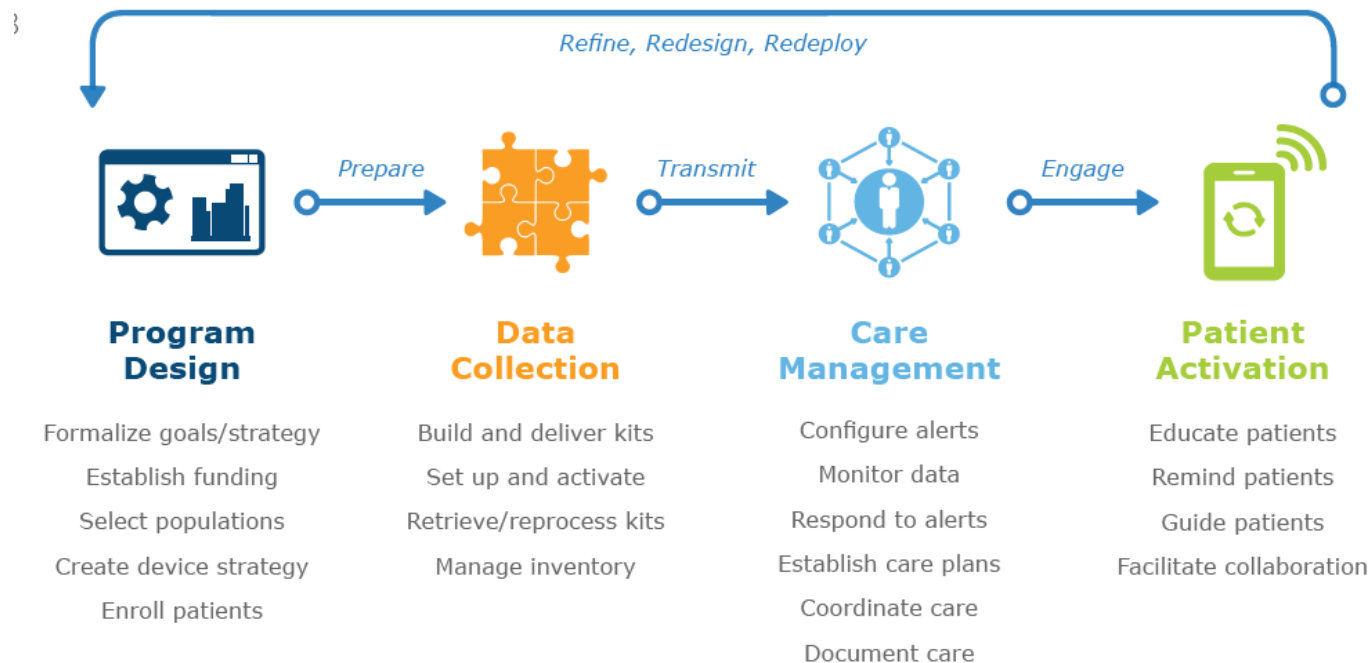 Refine, Redesign, Redeploy
Prepare
Transmit
Engage
Program
Design
Data
Collection
Care
Management
Patient
Activation
Formalize goals/strategy
Establish funding
Select populations
Create device strategy
Enroll patients
Build and deliver kits
Set up and activate
Retrieve/reprocess kits
Manage inventory
Configure alerts
Monitor data
Respond to alerts
Establish care plans
Coordinate care
Document care
Educate patients
Remind patients
Guide patients
Facilitate collaboration